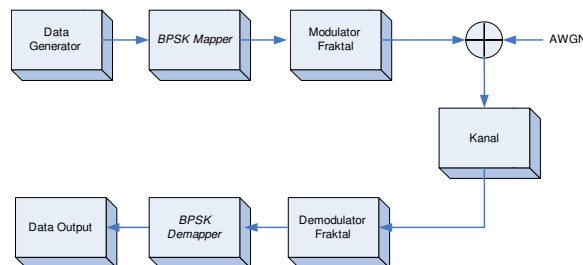 Data
Generator
BPSK Mapper
Modulator
Fraktal
AWGN
Kanal
Data Output
BPSK
Demapper
Demodulator
Fraktal